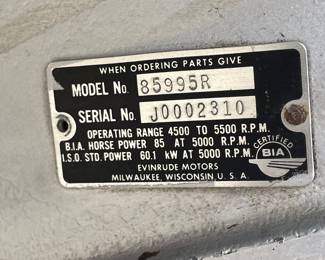 WHEN ORDERING PARTS GIVE
MODEL No. 85995R
SERIAL No. J0002310
OPERATING RANGE 4500 TO 5500 R.P.M.
B.I.A. HORSE POWER 85 AT 5000 R.P.M.
I.S.O. STD. POWER 60.1 kW AT 5000 R.P.M.
EVINRUDE MOTORS
MILWAUKEE, WISCONSIN U. S. A.
CERTIFIED
BIA